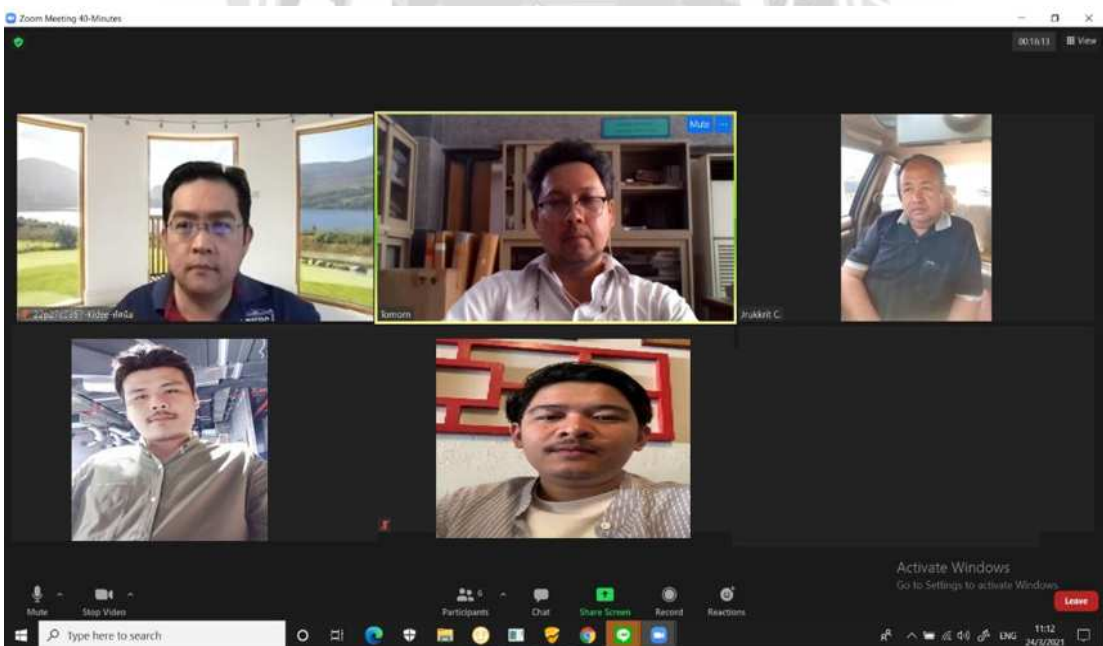 Zoom Meeting 40-Minutes
00:16:13 View
Mute
Tomorn
Jrukkrit C.
Activate Windows
Go to Settings to activate Windows.
Mute
Stop Video
Participants
6
Chat
Share Screen
Record
Reactions
Leave
Type here to search
ENG
11:12
24/3/2021